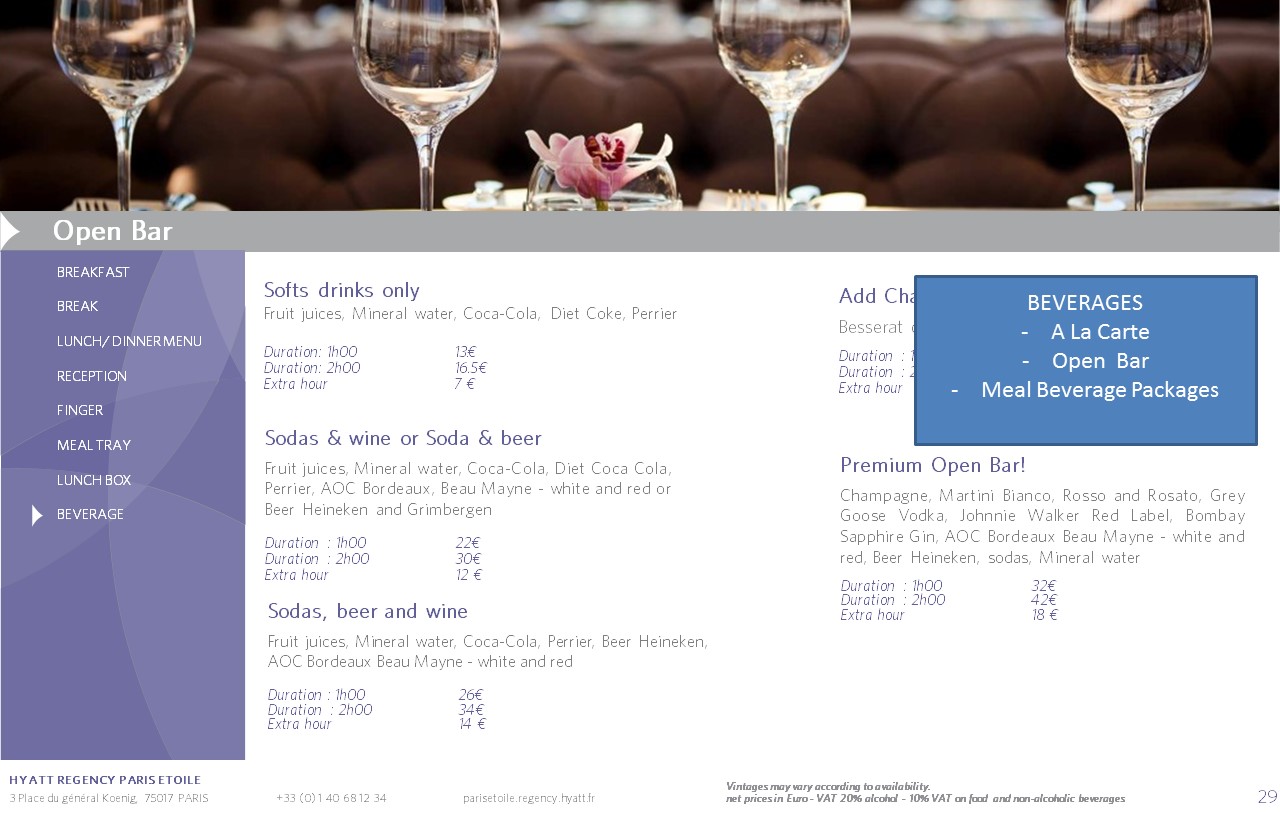 Open Bar
BREAKFAST
BREAK
LUNCH/ DINNER MENU
RECEPTION
FINGER
MEAL TRAY
LUNCH BOX
BEVERAGE
Softs drinks only
Fruit juices, Mineral water, Coca-Cola, Diet Coke, Perrier
Duration: 1h00 13€
Duration: 2h00 16.5€
Extra hour 7 €
Sodas & wine or Soda & beer
Fruit juices, Mineral water, Coca-Cola, Diet Coca Cola,
Perrier, AOC Bordeaux, Beau Mayne - white and red or
Beer Heineken and Grimbergen
Duration : 1h00 22€
Duration : 2h00 30€
Extra hour 12 €
Sodas, beer and wine
Fruit juices, Mineral water, Coca-Cola, Perrier, Beer Heineken,
AOC Bordeaux Beau Mayne - white and red
Duration : 1h00 26€
Duration : 2h00 34€
Extra hour 14 €
Add
Besserat
Duration :
Duration :
Extra hour
BEVERAGES
- A La Carte
- Open Bar
- Meal Beverage Packages
Premium Open Bar!
Champagne, Martini Bianco, Rosso and Rosato, Grey
Goose Vodka, Johnnie Walker Red Label, Bombay
Sapphire Gin, AOC Bordeaux Beau Mayne - white and
red, Beer Heineken, sodas, Mineral water
Duration : 1h00 32€
Duration : 2h00 42€
Extra hour 18 €
HYATT REGENCY PARIS ETOILE
3 Place du général Koenig, 75017 PARIS
+33 (0) 1 40 68 12 34
parisetoile.regency.hyatt.fr
Vintages may vary according to availability.
net prices in Euro - VAT 20% alcohol - 10% VAT on food and non-alcoholic beverages
29